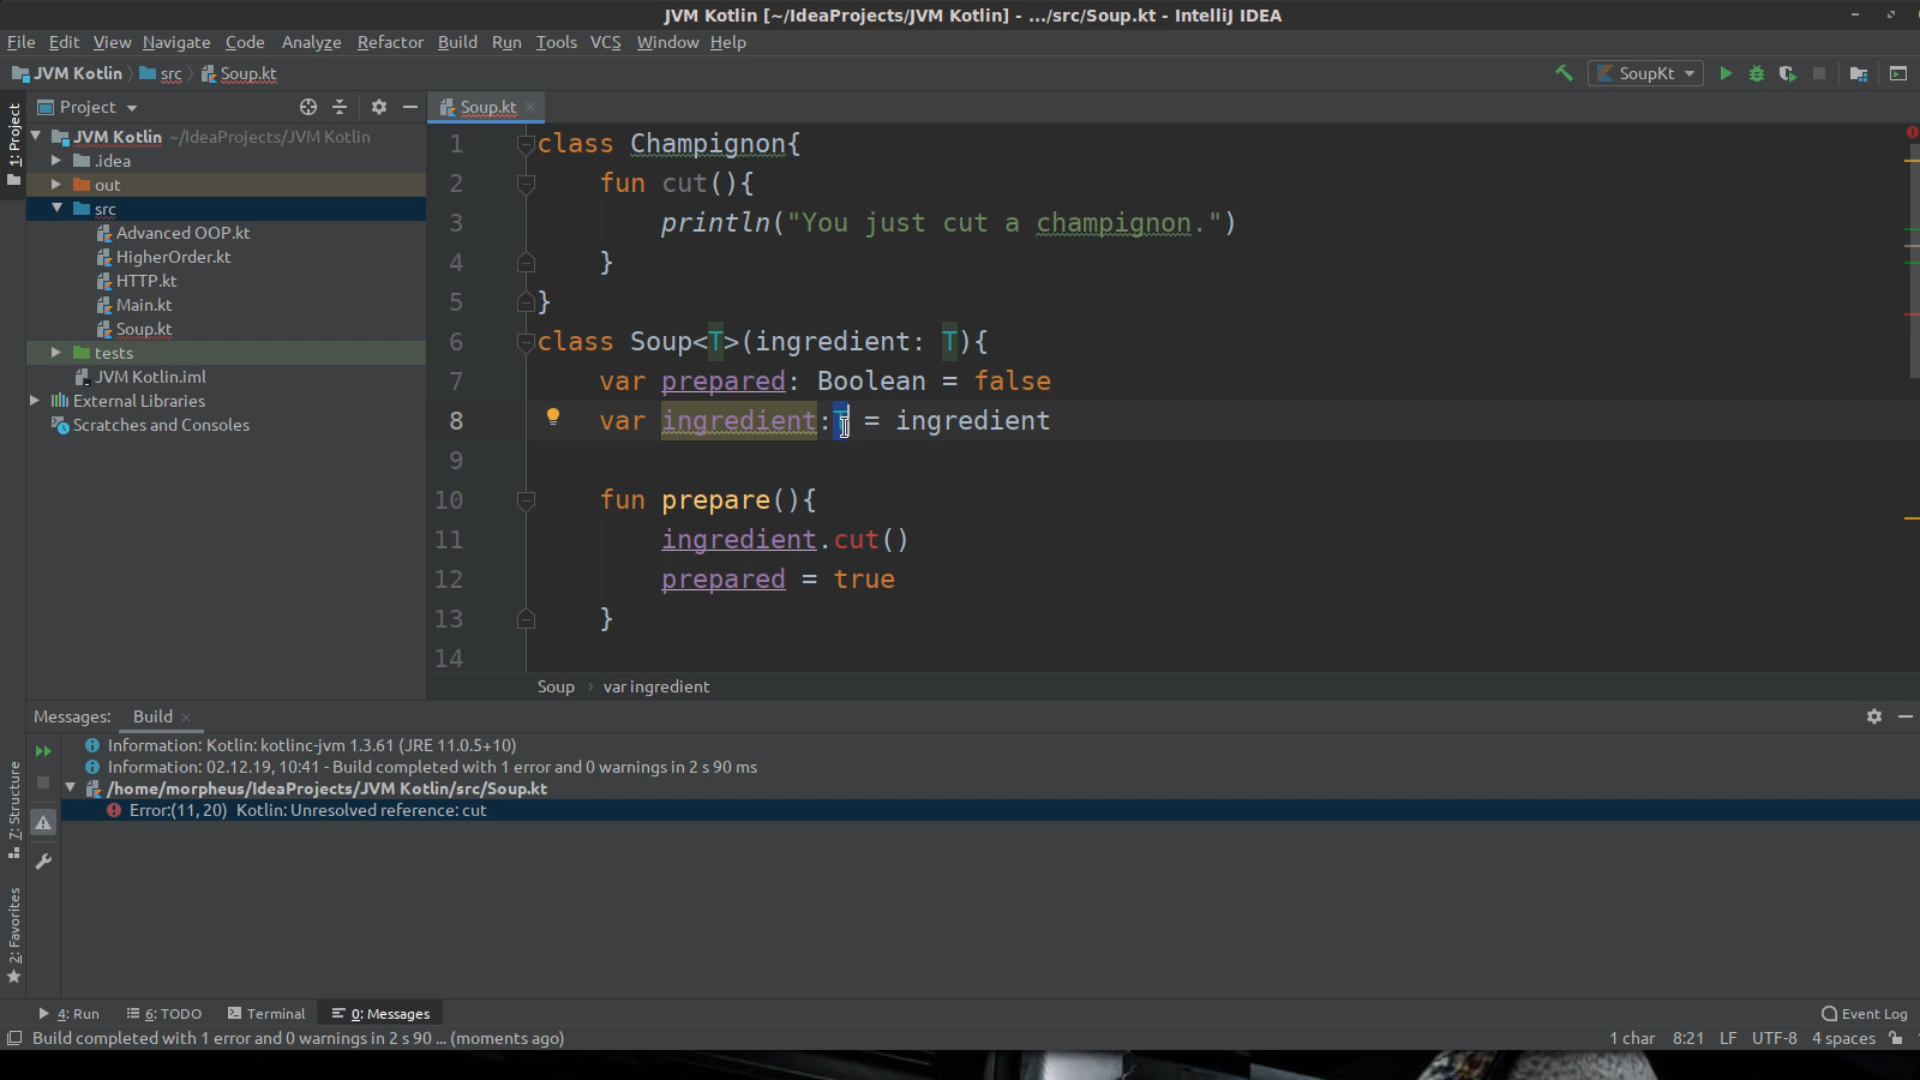 JVM Kotlin [~/IdeaProjects/JVM Kotlin] - .../src/Soup.kt - IntelliJ IDEA
File Edit View Navigate Code Analyze Refactor Build Run Tools VCS Window Help
JVM Kotlin src Soup.kt SoupKt
Project Soup.kt
1: Project
JVM Kotlin ~/IdeaProjects/JVM Kotlin
.idea
out
src
Advanced OOP.kt
HigherOrder.kt
HTTP.kt
Main.kt
Soup.kt
tests
JVM Kotlin.iml
External Libraries
Scratches and Consoles
1 class Champignon{
2 fun cut(){
3 println("You just cut a champignon.")
4 }
5 }
6 class Soup<T>(ingredient: T){
7 var prepared: Boolean = false
8 var ingredient:T = ingredient
9
10 fun prepare(){
11 ingredient.cut()
12 prepared = true
13 }
14
Soup › var ingredient
Messages: Build
Information: Kotlin: kotlinc-jvm 1.3.61 (JRE 11.0.5+10)
Information: 02.12.19, 10:41 - Build completed with 1 error and 0 warnings in 2 s 90 ms
/home/morpheus/IdeaProjects/JVM Kotlin/src/Soup.kt
Error:(11, 20) Kotlin: Unresolved reference: cut
7: Structure
2: Favorites
4: Run 6: TODO Terminal 0: Messages Event Log
Build completed with 1 error and 0 warnings in 2 s 90 ... (moments ago) 1 char 8:21 LF UTF-8 4 spaces